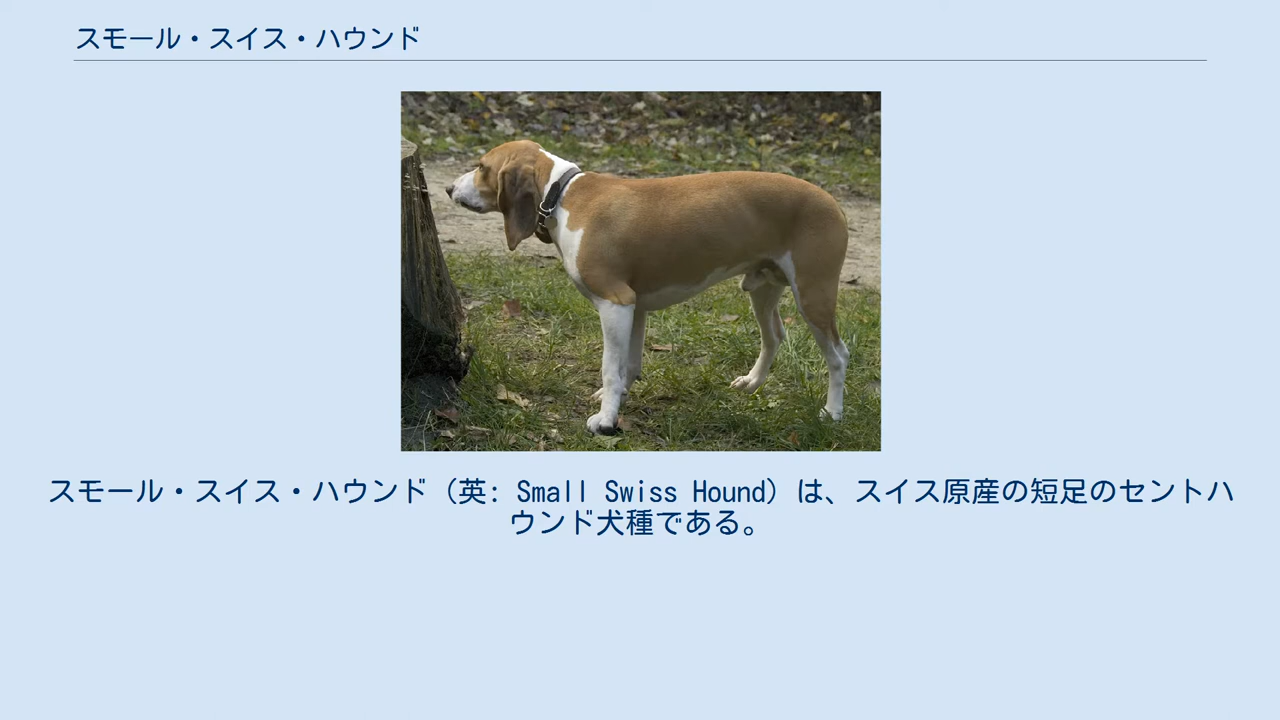 スモール・スイス・ハウンド
スモール・スイス・ハウンド（英: Small Swiss Hound）は、スイス原産の短足のセントハ
ウンド犬種である。